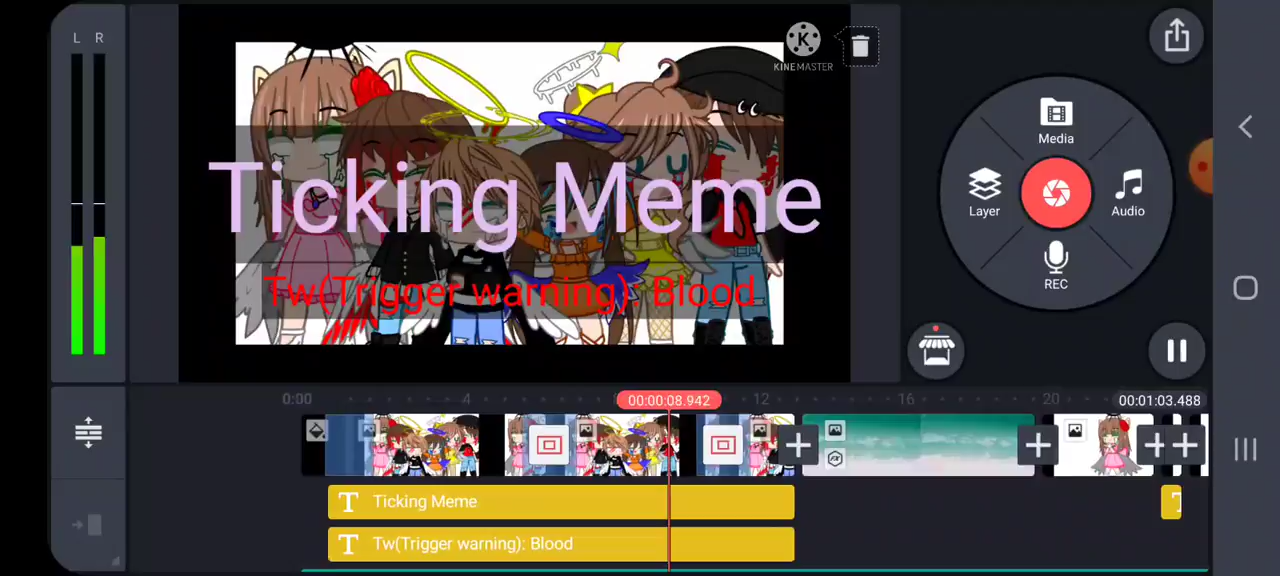 L R
KINEMASTER
Ticking Meme
Tw(Trigger warning): Blood
Media
Layer
Audio
REC
0:00
4
00:00:08.942
12
16
20
00:01:03.488
T Ticking Meme
T Tw(Trigger warning): Blood